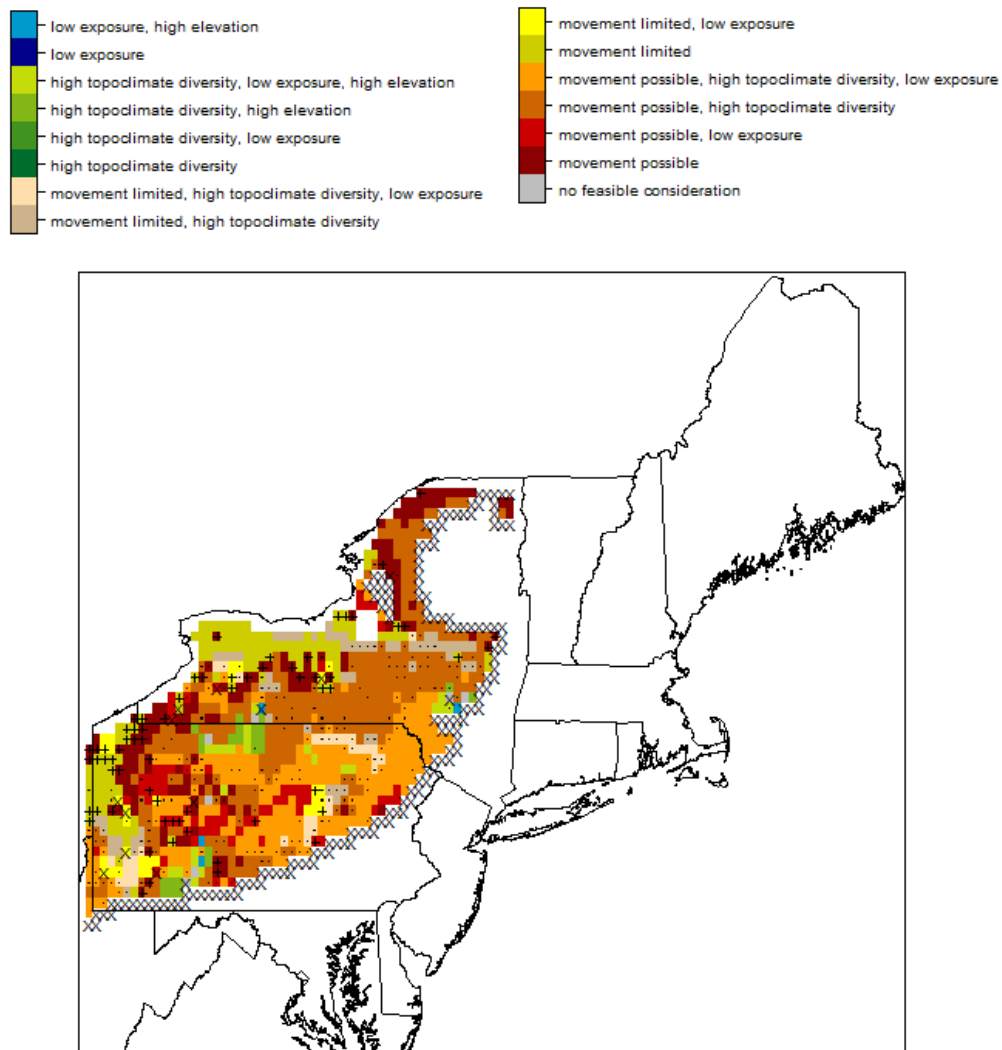 low exposure, high elevation
low exposure
high topoclimate diversity, low exposure, high elevation
high topoclimate diversity, high elevation
high topoclimate diversity, low exposure
high topoclimate diversity
movement limited, high topoclimate diversity, low exposure
movement limited, high topoclimate diversity
movement limited, low exposure
movement limited
movement possible, high topoclimate diversity, low exposure
movement possible, high topoclimate diversity
movement possible, low exposure
movement possible
no feasible consideration